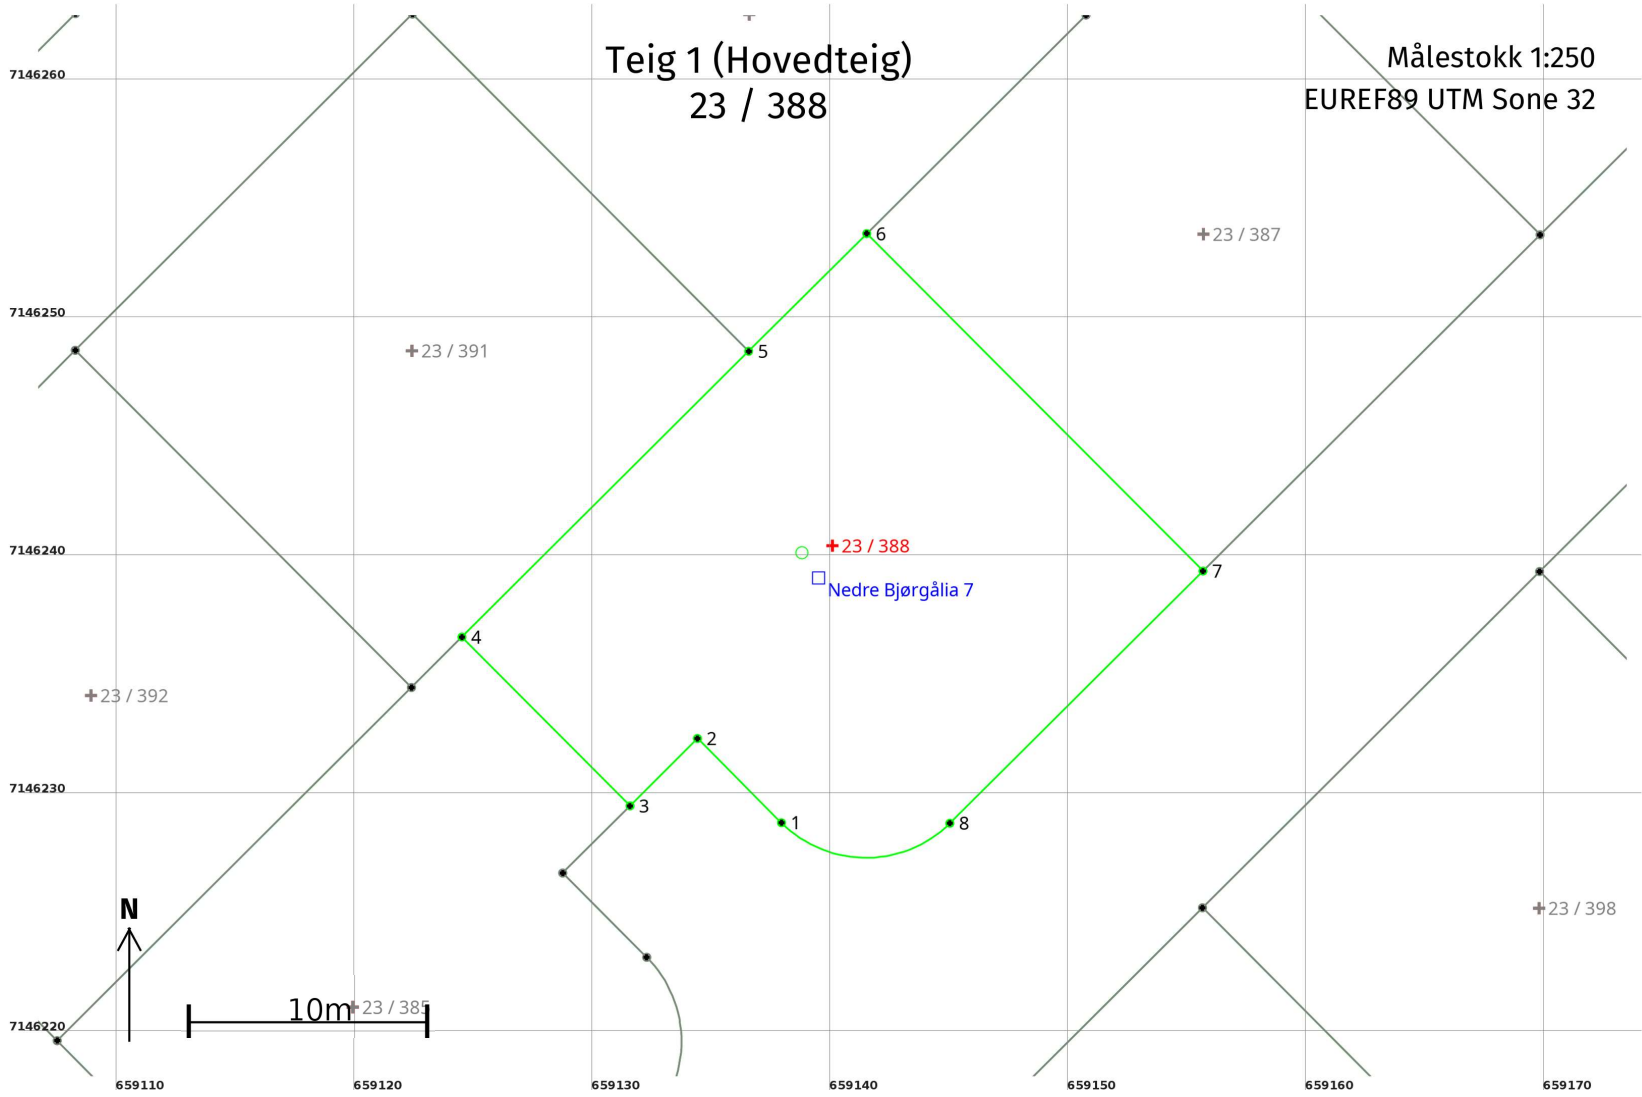 Teig 1 (Hovedteig)
23 / 388
Målestokk 1:250
EUREF89 UTM Sone 32
7146260
6
23 / 387
7146250
5
23 / 391
23 / 388
7146240
7
Nedre Bjørgålia 7
4
23 / 392
2
7146230
3
1
8
N
23 / 398
10m
23 / 385
7146220
659110
659120
659130
659140
659150
659160
659170